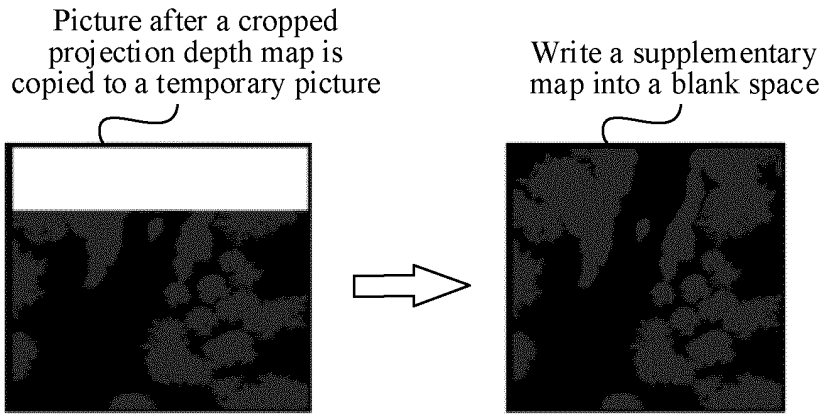 Picture after a cropped
projection depth map is
copied to a temporary picture
Write a supplementary
map into a blank space